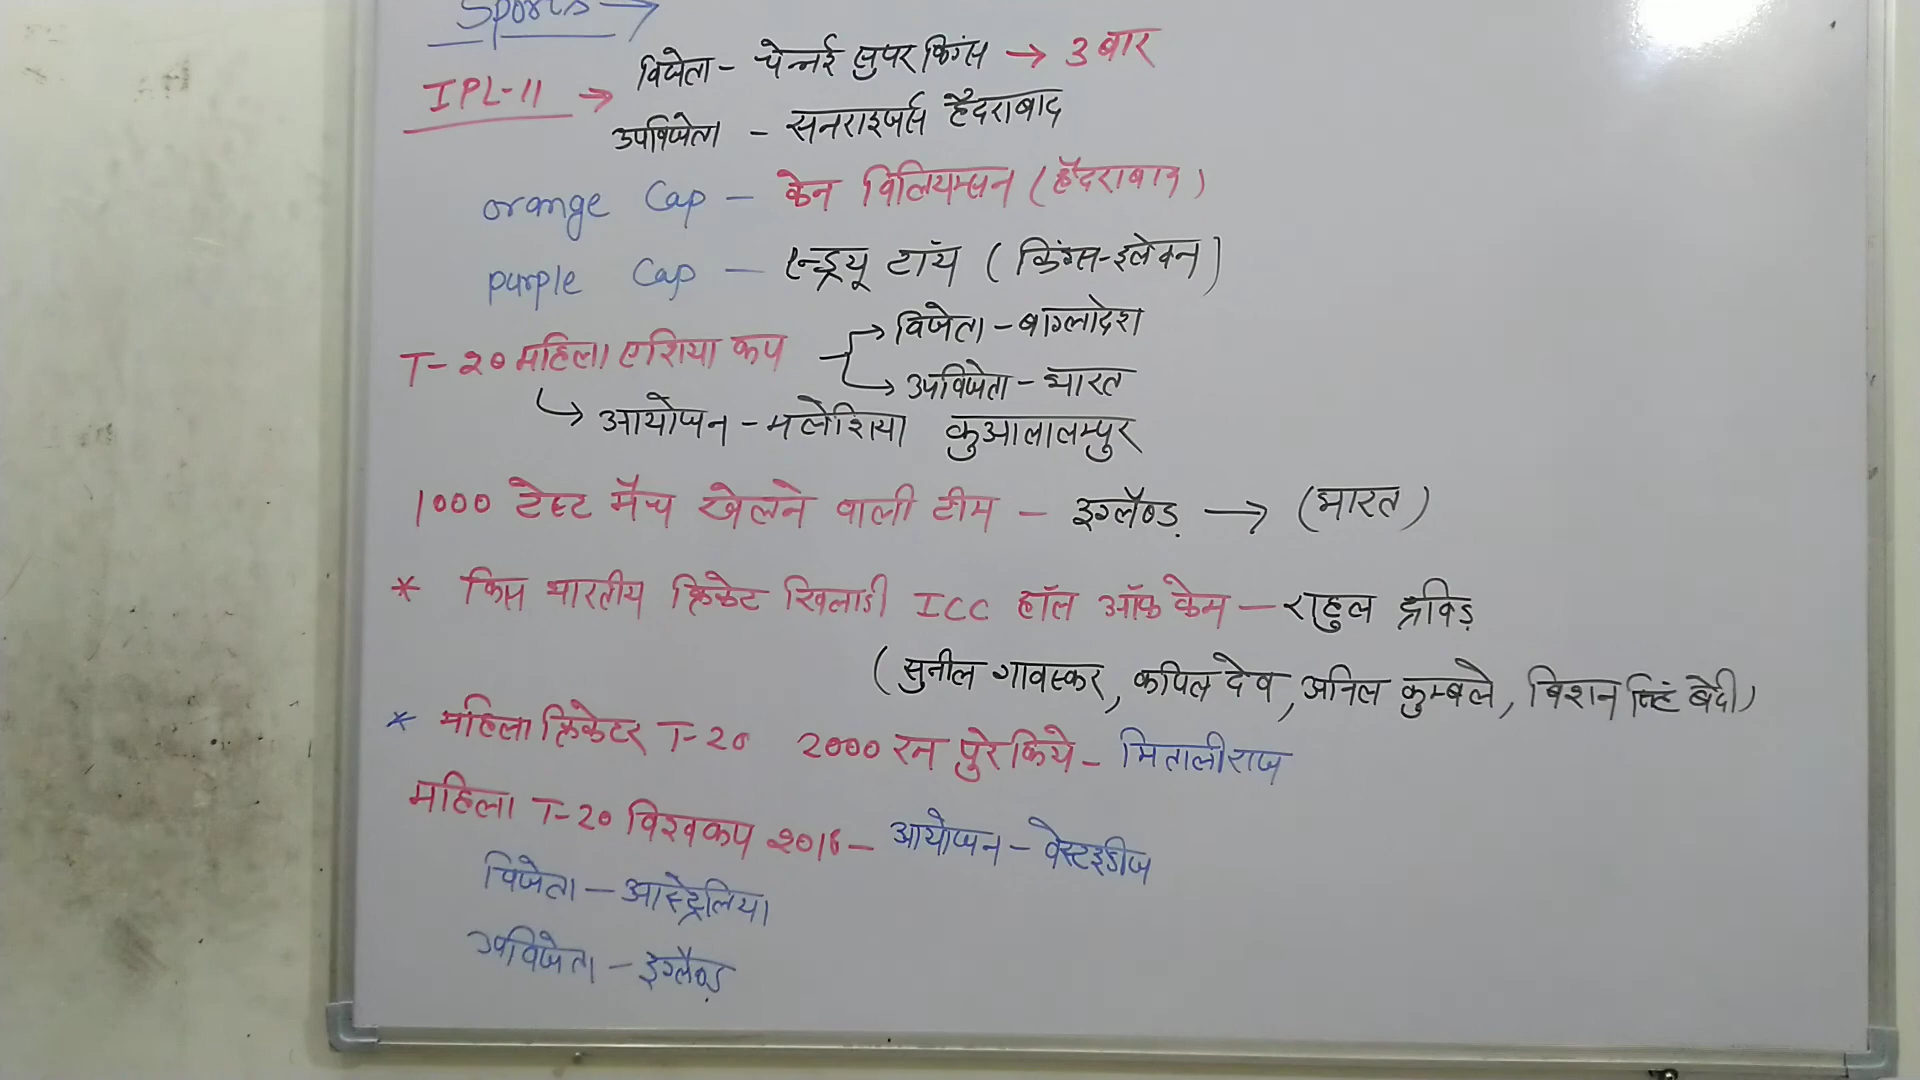 Sports →
IPL-11 → विजेता - चेन्नई सुपर किंग्स → 3 बार
उपविजेता - सनराइजर्स हैदराबाद
orange Cap - केन विलियम्सन (हैदराबाद)
purple Cap - एन्ड्रयू टॉय (किंग्स-इलेवन)
T-20 महिला एशिया कप → विजेता - बांग्लादेश
→ उपविजेता - भारत
→ आयोजन - मलेशिया कुआलालम्पुर
1000 टेस्ट मैच खेलने वाली टीम - इग्लैण्ड → (भारत)
* किस भारतीय क्रिकेट खिलाडी ICC हॉल ऑफ केम - राहुल द्रविड़
(सुनील गावस्कर, कपिल देव, अनिल कुम्बले, बिशन सिंह बेदी)
* महिला क्रिकेटर T-20 2000 रन पुरे किये - मितालीराज
महिला T-20 विश्वकप 2018 - आयोजन - वेस्टइडीज
विजेता - आस्ट्रेलिया
उपविजेता - इग्लैण्ड